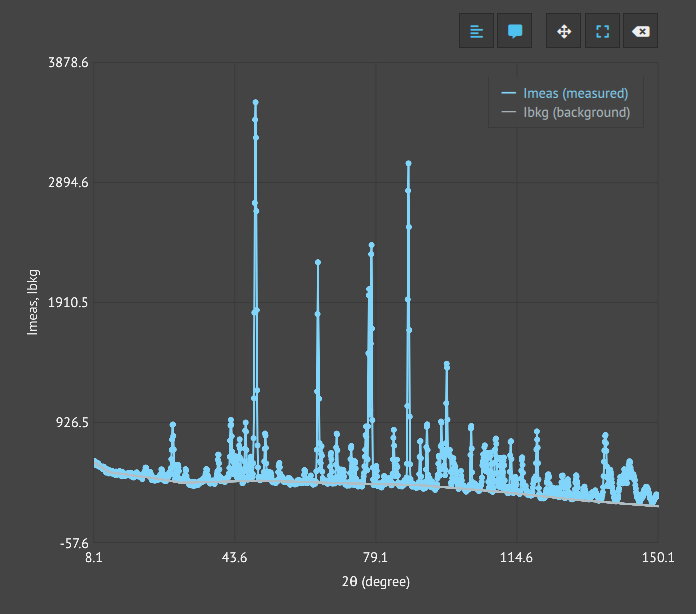 3878.6
2894.6
1910.5
926.5
-57.6
Imeas, Ibkg
Imeas (measured)
Ibkg (background)
8.1
43.6
79.1
114.6
150.1
2θ (degree)